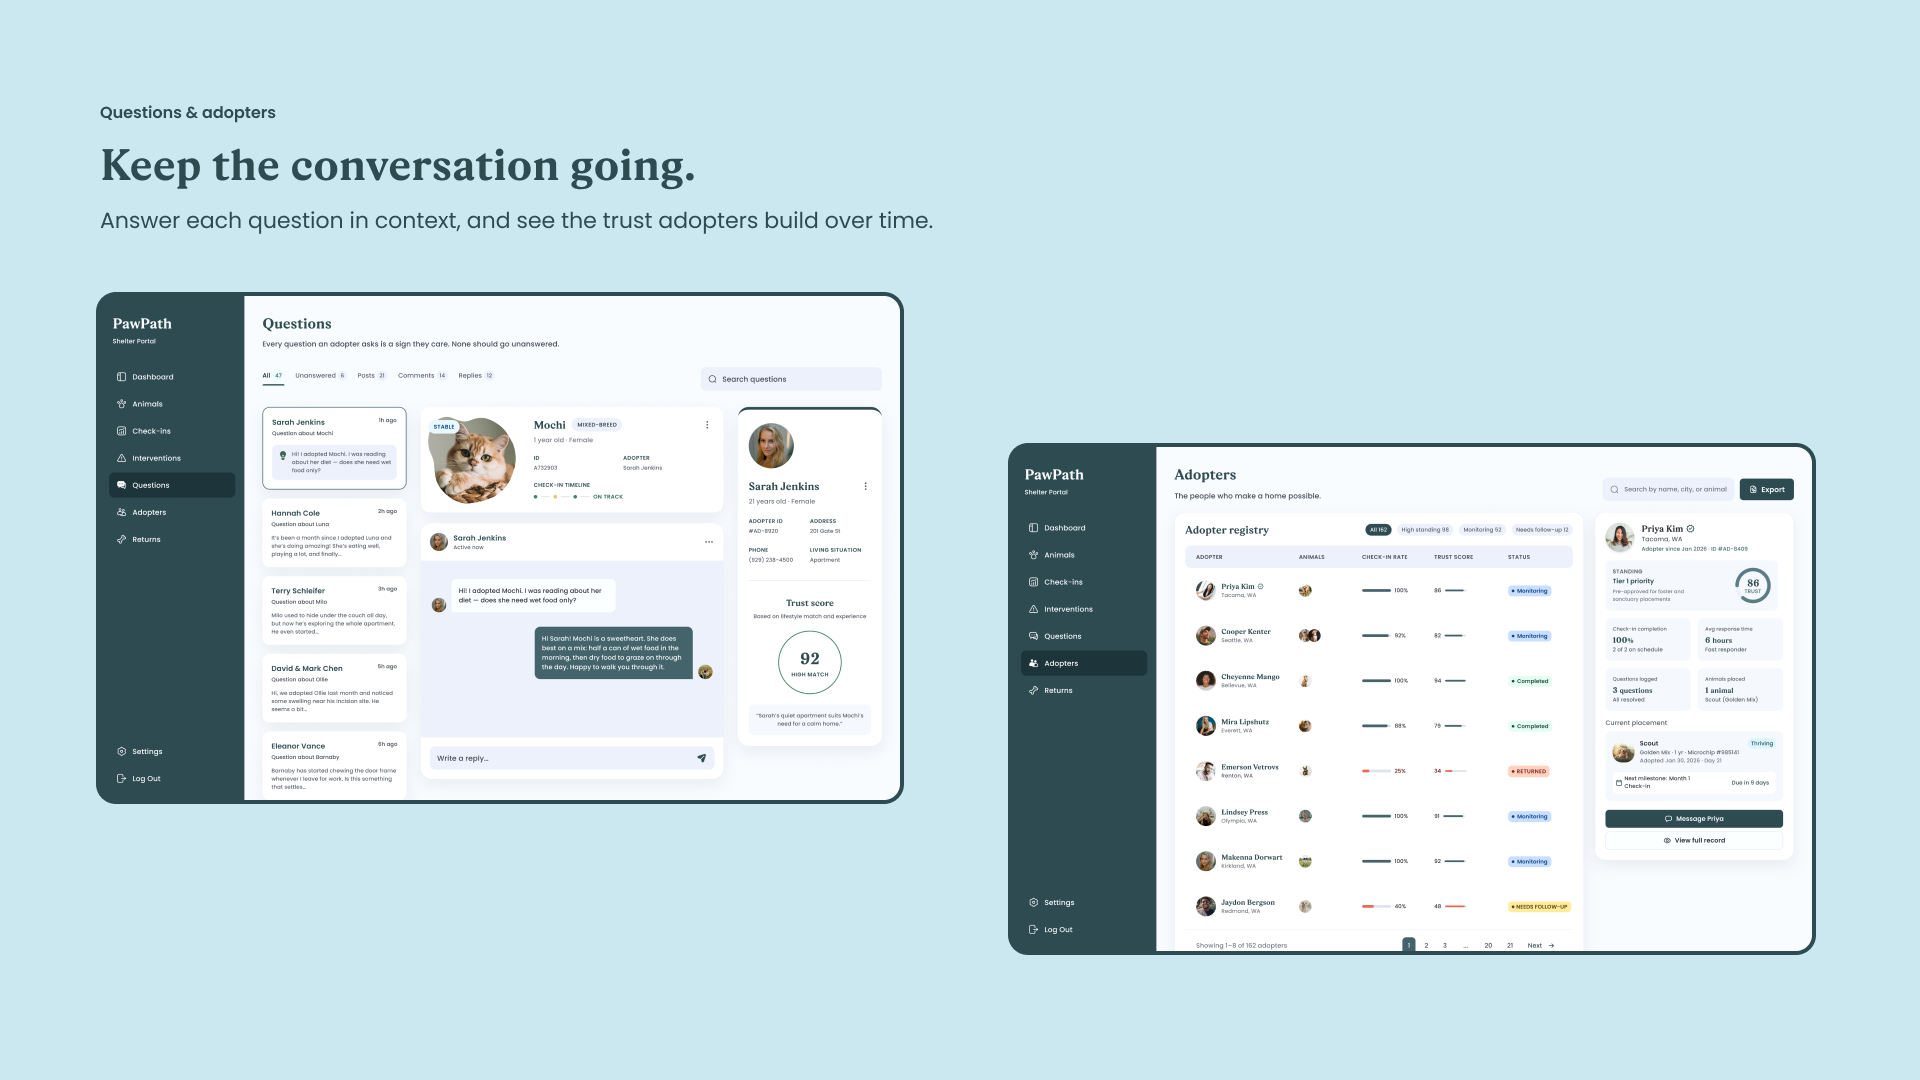 Questions & adopters
Keep the conversation going.
Answer each question in context, and see the trust adopters build over time.
PawPath
Shelter Portal
Dashboard
Animals
Check-ins
Interventions
Questions
Adopters
Returns
Settings
Log Out
Questions
Every question an adopter asks is a sign they care. None should go unanswered.
All 47
Unanswered 6
Posts 21
Comments 14
Replies 12
Search questions
Sarah Jenkins
1h ago
Question about Mochi
Hi! I adopted Mochi. I was reading
about her diet — does she need wet
food only?
Hannah Cole
2h ago
Question about Luna
It's been a month since I adopted Luna and
she's doing amazing! She's eating well,
playing a lot, and finally...
Terry Schleifer
3h ago
Question about Milo
Milo used to hide under the couch all day,
but now he's exploring the whole apartment.
He even started...
David & Mark Chen
5h ago
Question about Ollie
Hi, we adopted Ollie last month and noticed
some swelling near his incision site. He
seems a bit...
Eleanor Vance
6h ago
Question about Barnaby
Barnaby has started chewing the door frame
whenever I leave for work. Is this something
that settles...
STABLE
Mochi
MIXED-BREED
1 year old · Female
ID
ADOPTER
A732903
Sarah Jenkins
CHECK-IN TIMELINE
ON TRACK
Sarah Jenkins
Active now
Hi! I adopted Mochi. I was reading about her
diet — does she need wet food only?
Hi Sarah! Mochi is a sweetheart. She does
best on a mix: half a can of wet food in the
morning, then dry food to graze on through
the day. Happy to walk you through it.
Write a reply...
Sarah Jenkins
21 years old · Female
ADOPTER ID
ADDRESS
#AD-8920
201 Gate St
PHONE
LIVING SITUATION
(929) 238-4500
Apartment
Trust score
Based on lifestyle match and experience
92
HIGH MATCH
"Sarah's quiet apartment suits Mochi's
need for a calm home."
PawPath
Shelter Portal
Dashboard
Animals
Check-ins
Interventions
Questions
Adopters
Returns
Settings
Log Out
Adopters
The people who make a home possible.
Search by name, city, or animal
Export
Adopter registry
All 162
High standing 98
Monitoring 52
Needs follow-up 12
ADOPTER
ANIMALS
CHECK-IN RATE
TRUST SCORE
STATUS
Priya Kim
Tacoma, WA
100%
86
Monitoring
Cooper Kenter
Seattle, WA
92%
82
Monitoring
Cheyenne Mango
Bellevue, WA
100%
94
Completed
Mira Lipshutz
Everett, WA
88%
79
Completed
Emerson Vetrovs
Renton, WA
25%
34
RETURNED
Lindsey Press
Olympia, WA
100%
91
Monitoring
Makenna Dorwart
Kirkland, WA
100%
92
Monitoring
Jaydon Bergson
Redmond, WA
40%
48
NEEDS FOLLOW-UP
Showing 1–8 of 162 adopters
1
2
3
...
20
21
Next →
Priya Kim
Tacoma, WA
Adopter since Jan 2026 · ID #AD-8409
STANDING
Tier 1 priority
Pre-approved for foster and
sanctuary placements
86
TRUST
Check-in completion
100%
2 of 2 on schedule
Avg response time
6 hours
Fast responder
Questions logged
3 questions
All resolved
Animals placed
1 animal
Scout (Golden Mix)
Current placement
Scout
Thriving
Golden Mix · 1 yr · Microchip #985141
Adopted Jan 30, 2026 · Day 21
Next milestone: Month 1
Check-in
Due in 9 days
Message Priya
View full record